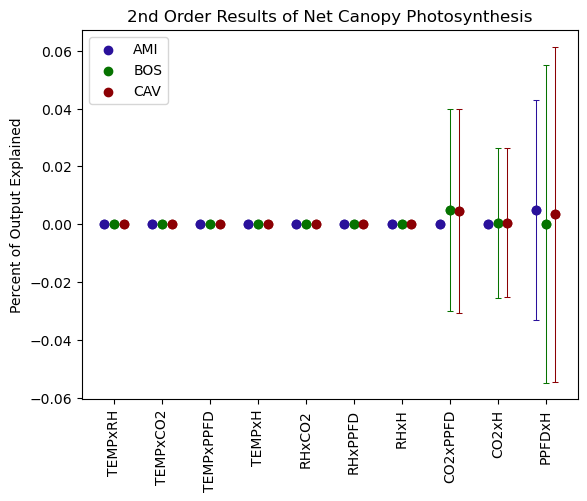 2nd Order Results of Net Canopy Photosynthesis
AMI
BOS
CAV
Percent of Output Explained
0.06
0.04
0.02
0.00
−0.02
−0.04
−0.06
TEMPxRH
TEMPxCO2
TEMPxPPFD
TEMPxH
RHxCO2
RHxPPFD
RHxH
CO2xPPFD
CO2xH
PPFDxH